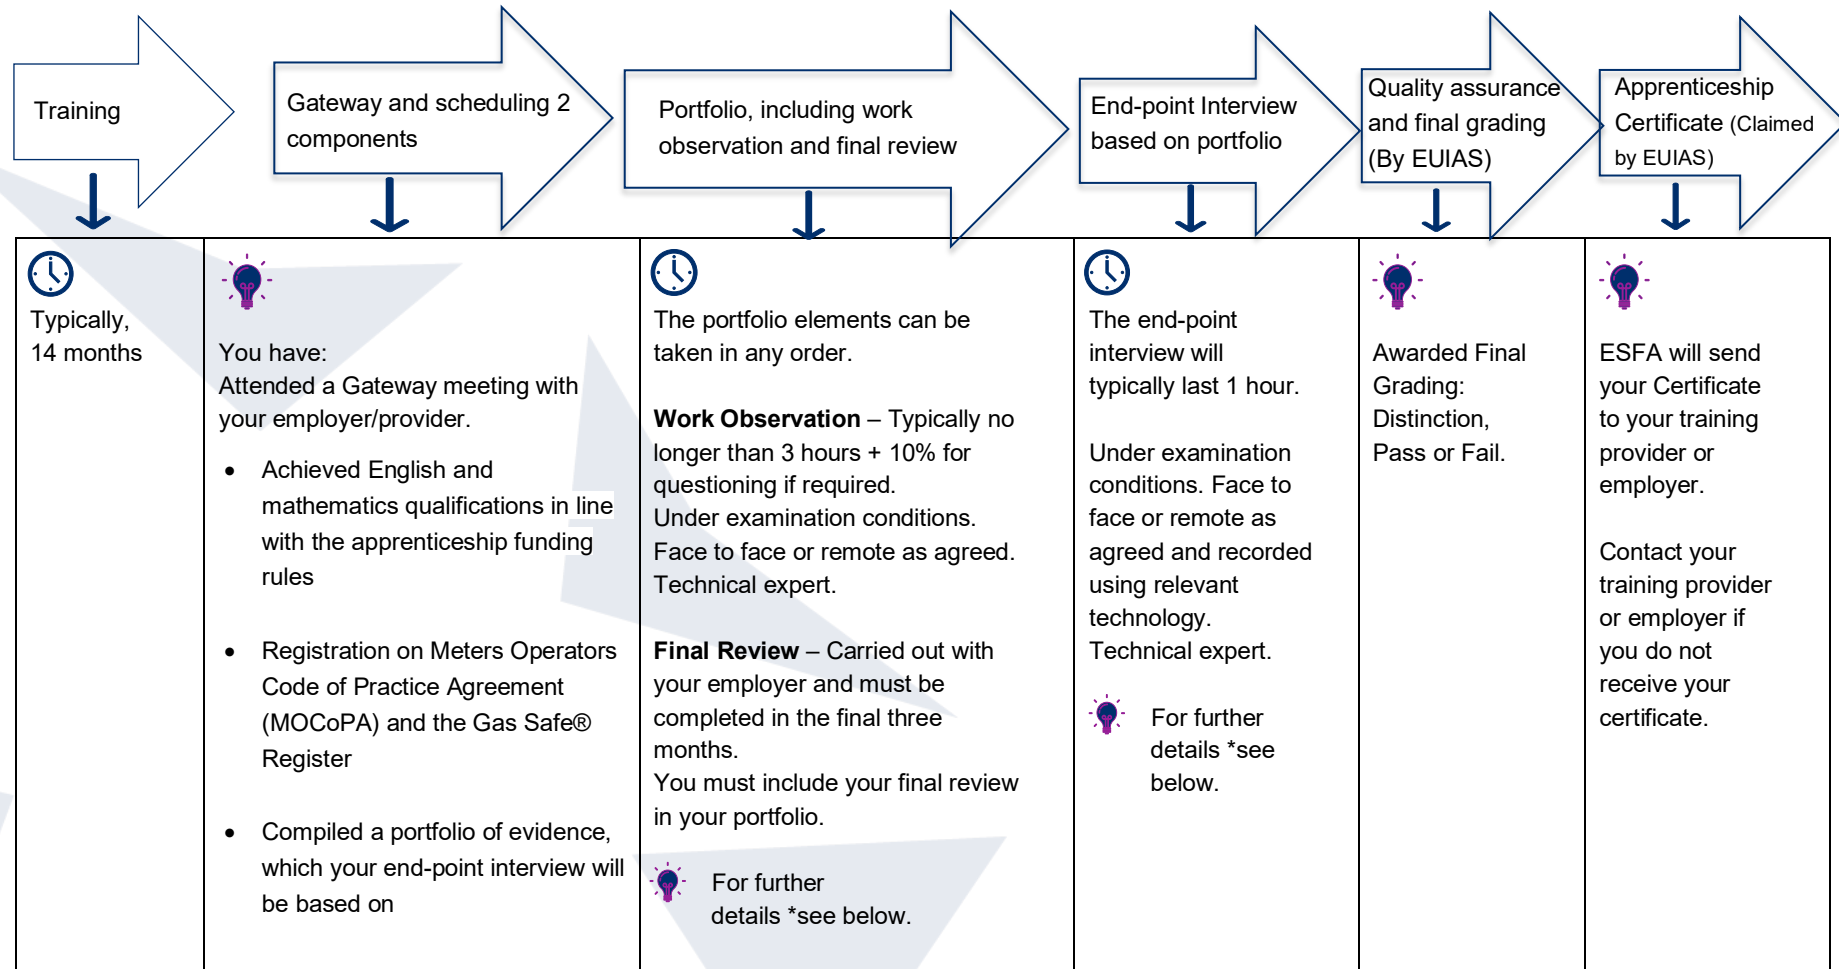 Training
Gateway and scheduling 2
components
Portfolio, including work
observation and final review
End-point Interview
based on portfolio
Quality assurance
and final grading
(By EUIAS)
Apprenticeship
Certificate (Claimed
by EUIAS)
Typically,
14 months
You have:
Attended a Gateway meeting with
your employer/provider.
• Achieved English and
mathematics qualifications in line
with the apprenticeship funding
rules
• Registration on Meters Operators
Code of Practice Agreement
(MOCoPA) and the Gas Safe®
Register
• Compiled a portfolio of evidence,
which your end-point interview will
be based on
The portfolio elements can be
taken in any order.
Work Observation – Typically no
longer than 3 hours + 10% for
questioning if required.
Under examination conditions.
Face to face or remote as agreed.
Technical expert.
Final Review – Carried out with
your employer and must be
completed in the final three
months.
You must include your final review
in your portfolio.
For further
details *see below.
The end-point
interview will
typically last 1 hour.
Under examination
conditions. Face to
face or remote as
agreed and recorded
using relevant
technology.
Technical expert.
For further
details *see
below.
Awarded Final
Grading:
Distinction,
Pass or Fail.
ESFA will send
your Certificate
to your training
provider or
employer.
Contact your
training provider
or employer if
you do not
receive your
certificate.